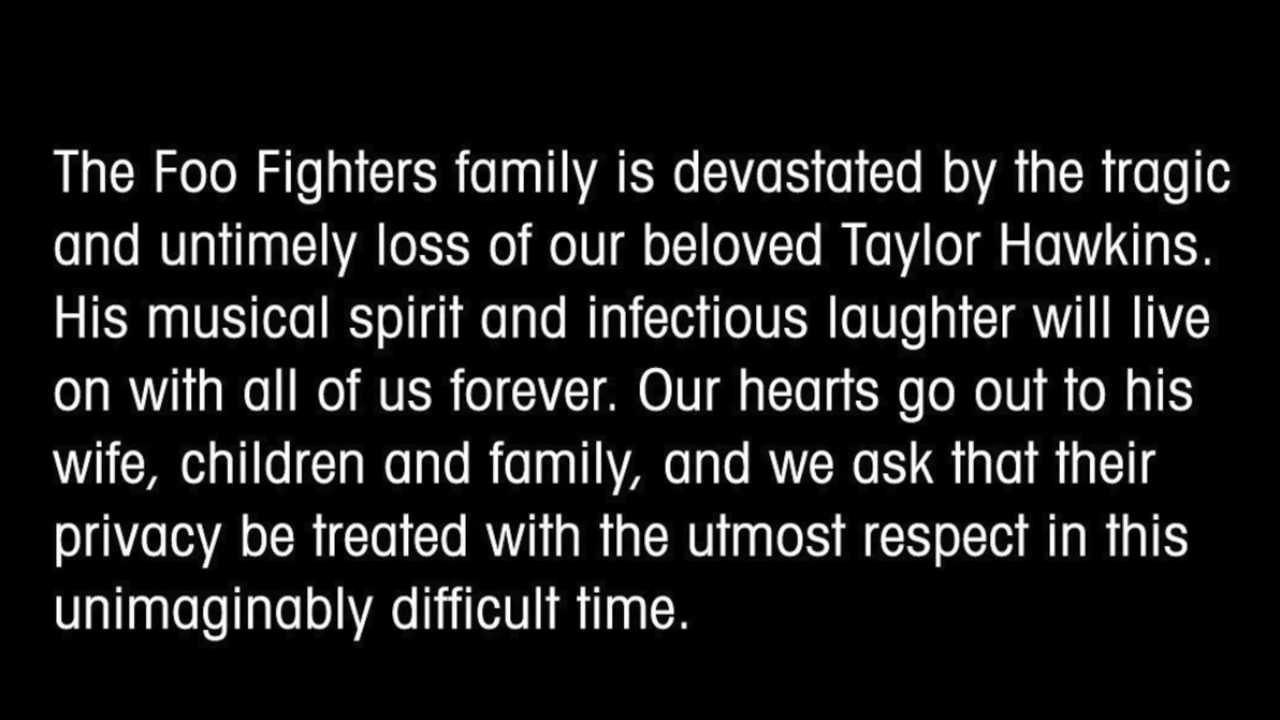 The Foo Fighters family is devastated by the tragic
and untimely loss of our beloved Taylor Hawkins.
His musical spirit and infectious laughter will live
on with all of us forever. Our hearts go out to his
wife, children and family, and we ask that their
privacy be treated with the utmost respect in this
unimaginably difficult time.